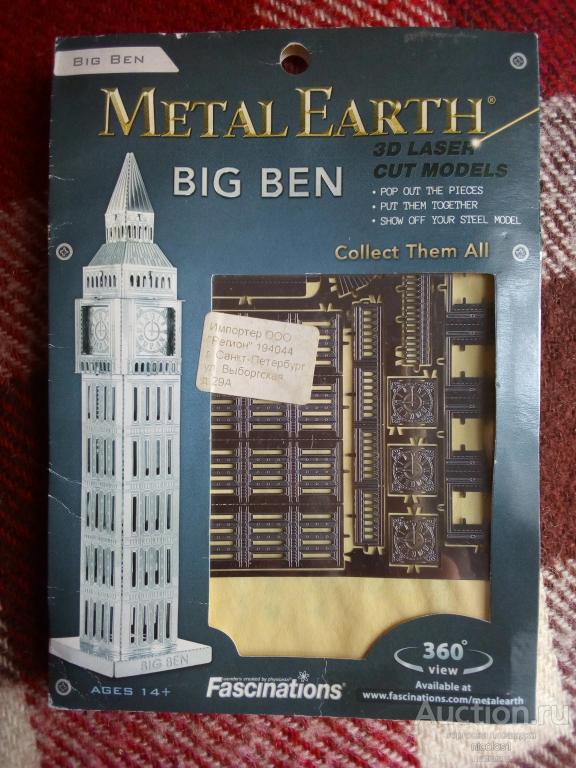 BIG BEN
METAL EARTH®
3D LASER
CUT MODELS
BIG BEN
• POP OUT THE PIECES
• PUT THEM TOGETHER
• SHOW OFF YOUR STEEL MODEL
Collect Them All
Импортер ООО
"Регион" 194044
г. Санкт-Петербург
ул. Выборгская
д.29А
BIG BEN
AGES 14+
Fascinations®
360°
view
Available at
www.fascinations.com/metalearth
Auction.ru
nicolas1